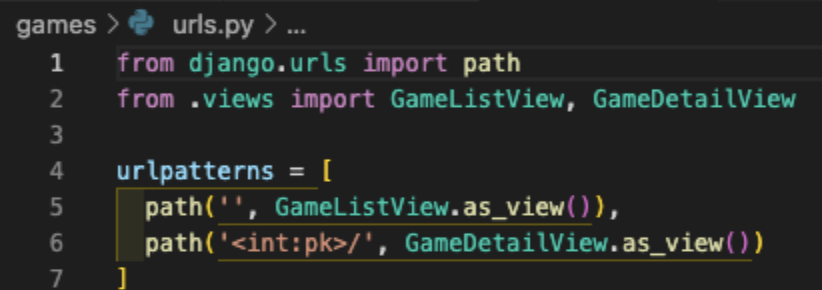 games > urls.py > ...
1 from django.urls import path
2 from .views import GameListView, GameDetailView
3
4 urlpatterns = [
5   path('', GameListView.as_view()),
6   path('<int:pk>/', GameDetailView.as_view())
7 ]